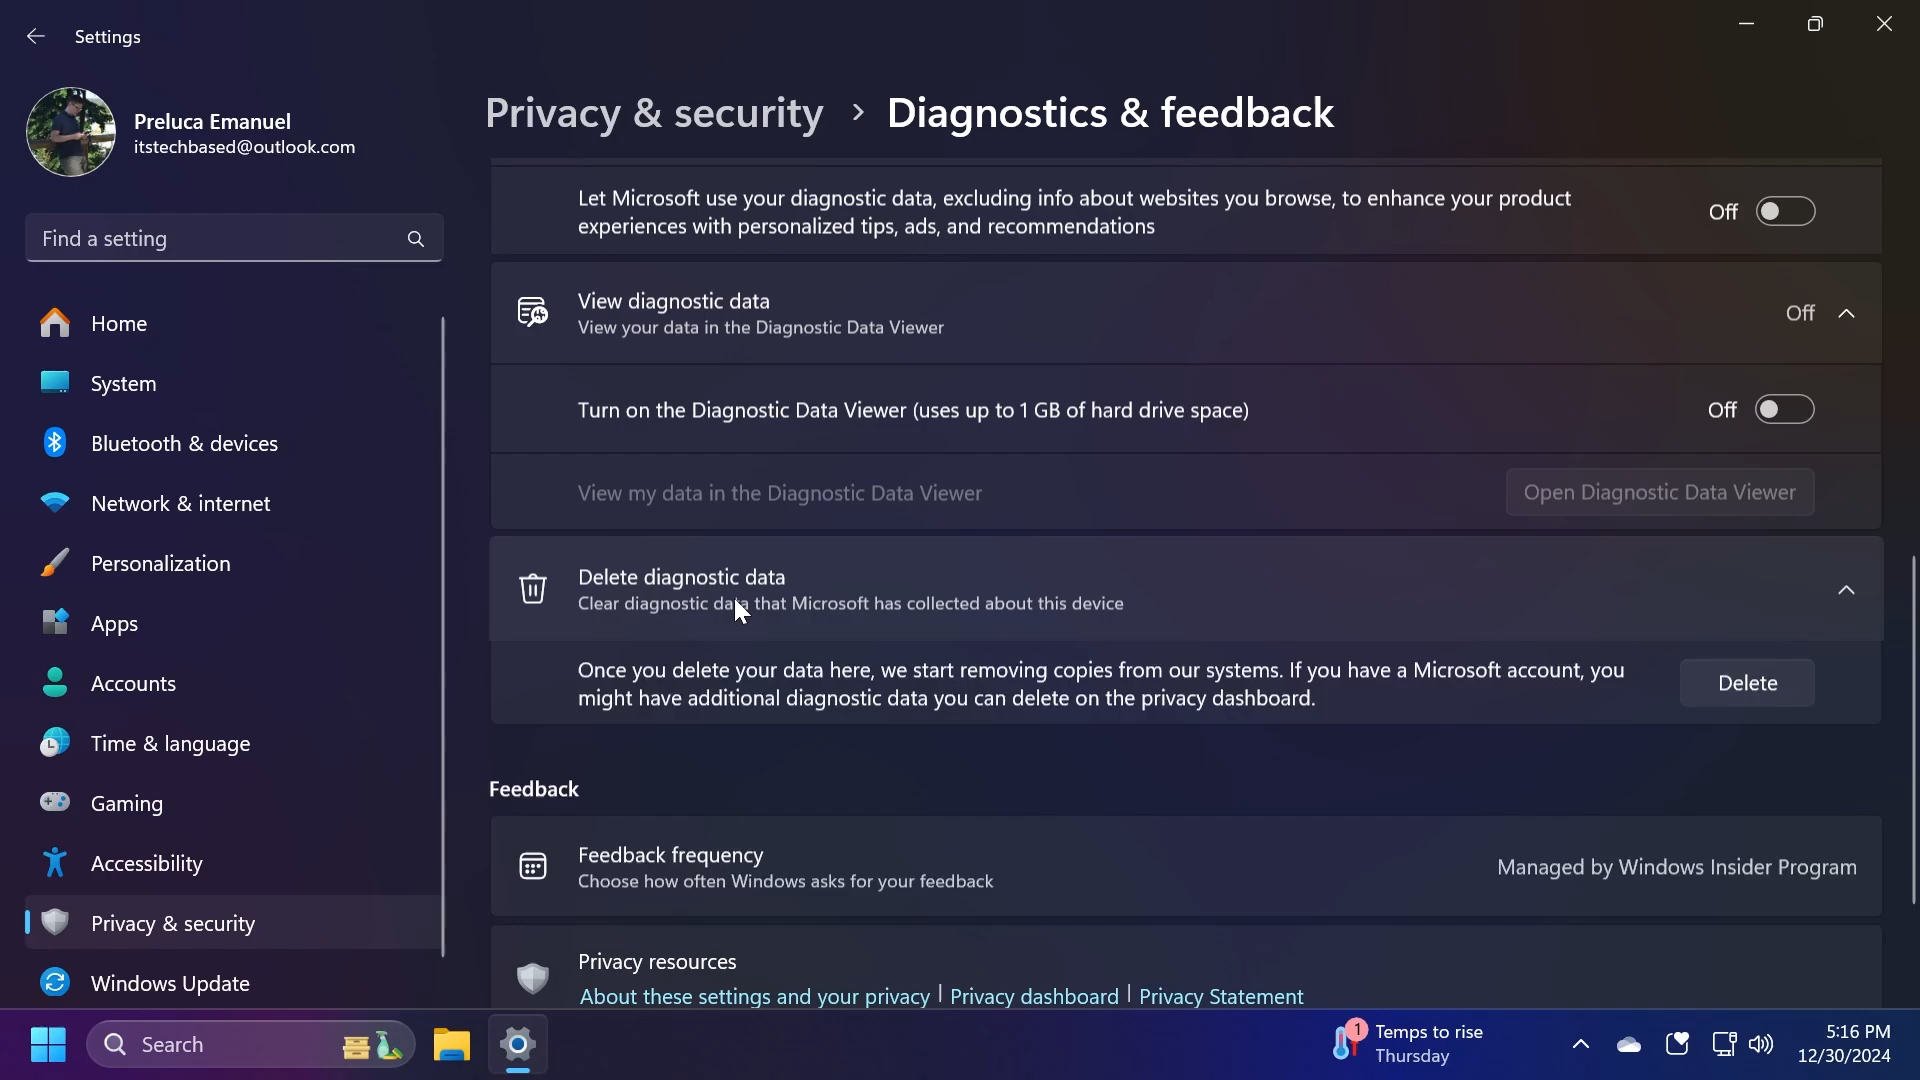 Settings
Preluca Emanuel
itstechbased@outlook.com
Find a setting
Home
System
Bluetooth & devices
Network & internet
Personalization
Apps
Accounts
Time & language
Gaming
Accessibility
Privacy & security
Windows Update
Privacy & security > Diagnostics & feedback
Let Microsoft use your diagnostic data, excluding info about websites you browse, to enhance your product
experiences with personalized tips, ads, and recommendations
Off
View diagnostic data
View your data in the Diagnostic Data Viewer
Off
Turn on the Diagnostic Data Viewer (uses up to 1 GB of hard drive space)
Off
View my data in the Diagnostic Data Viewer
Open Diagnostic Data Viewer
Delete diagnostic data
Clear diagnostic data that Microsoft has collected about this device
Once you delete your data here, we start removing copies from our systems. If you have a Microsoft account, you
might have additional diagnostic data you can delete on the privacy dashboard.
Delete
Feedback
Feedback frequency
Choose how often Windows asks for your feedback
Managed by Windows Insider Program
Privacy resources
About these settings and your privacy | Privacy dashboard | Privacy Statement
Search
1
Temps to rise
Thursday
5:16 PM
12/30/2024